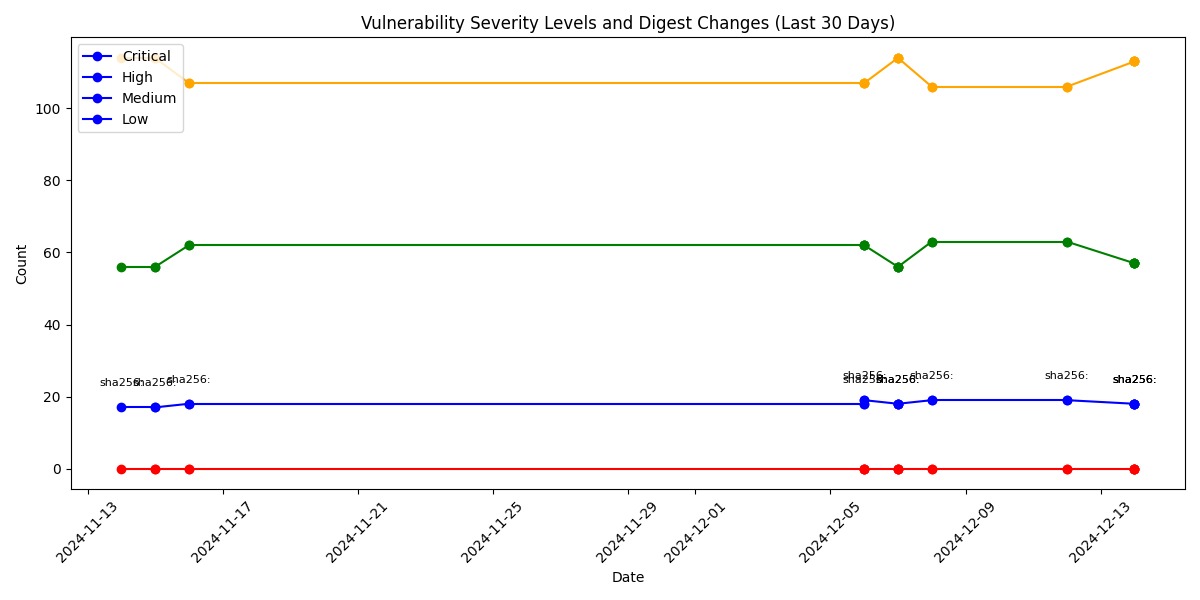 Vulnerability Severity Levels and Digest Changes (Last 30 Days)
Critical
High
Medium
Low
Count
100
80
60
40
20
0
sha256:
sha256:
sha256:
sha256:
sha256:
sha256:
sha256:
sha256:
sha256:
2024-11-13
2024-11-17
2024-11-21
2024-11-25
2024-11-29
2024-12-01
2024-12-05
2024-12-09
2024-12-13
Date